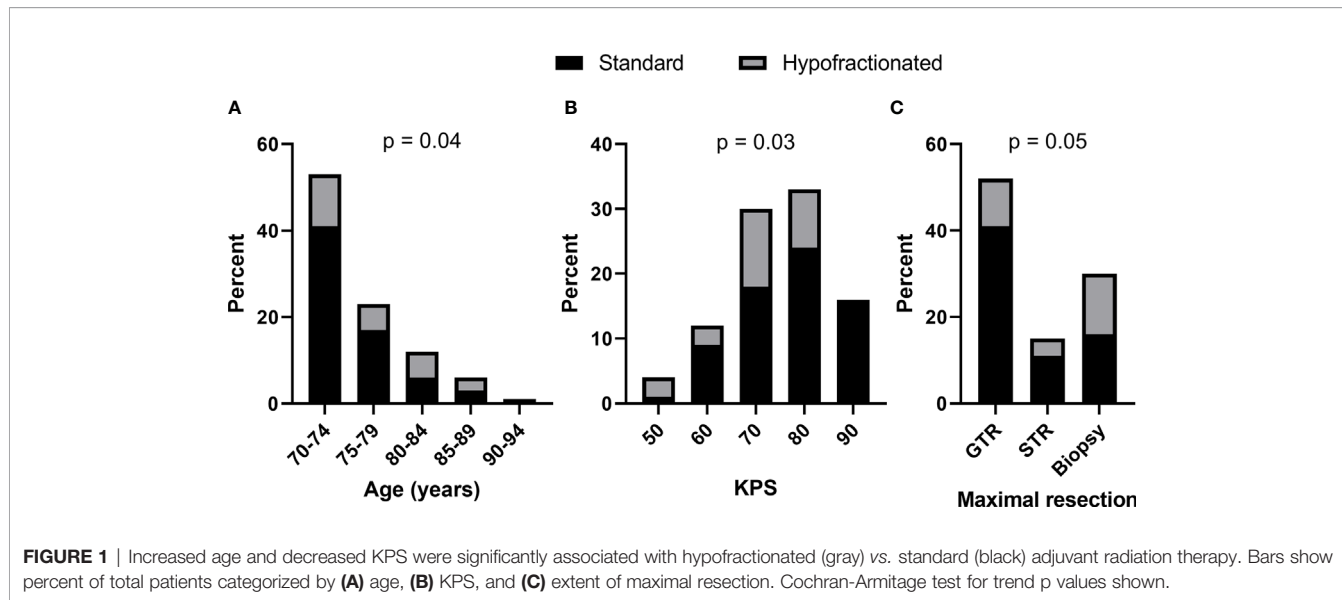 Standard Hypofractionated
A B C
p = 0.04 p = 0.03 p = 0.05
60 40 60
30
40 40
20
20 20
10
0 0 0
Percent Percent Percent
70-74 75-79 80-84 85-89 90-94 50 60 70 80 90 GTR STR Biopsy
Age (years) KPS Maximal resection
FIGURE 1 | Increased age and decreased KPS were significantly associated with hypofractionated (gray) vs. standard (black) adjuvant radiation therapy. Bars show
percent of total patients categorized by (A) age, (B) KPS, and (C) extent of maximal resection. Cochran-Armitage test for trend p values shown.